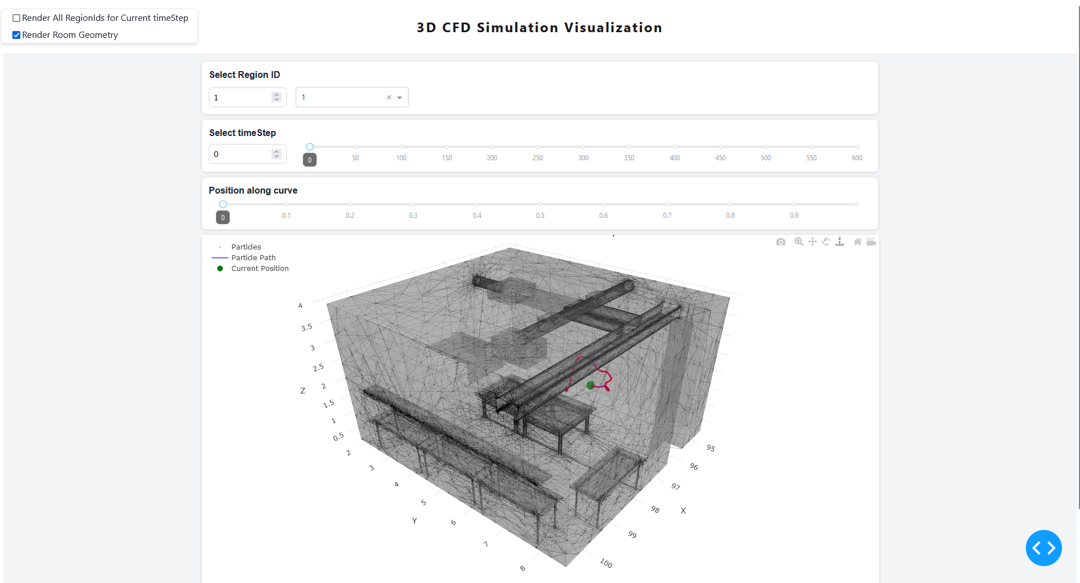 Render All RegionIds for Current timeStep
Render Room Geometry
3D CFD Simulation Visualization
Select Region ID
1
1
Select timeStep
0
0 50 100 150 200 250 300 350 400 450 500 550 600
Position along curve
0 0.1 0.2 0.3 0.4 0.5 0.6 0.7 0.8 0.9
Particles
Particle Path
Current Position
4
3.5
3
2.5
Z
2
1.5
1
0.5
2
3
4
5
Y
6
7
8
95
96
97
98
X
99
100